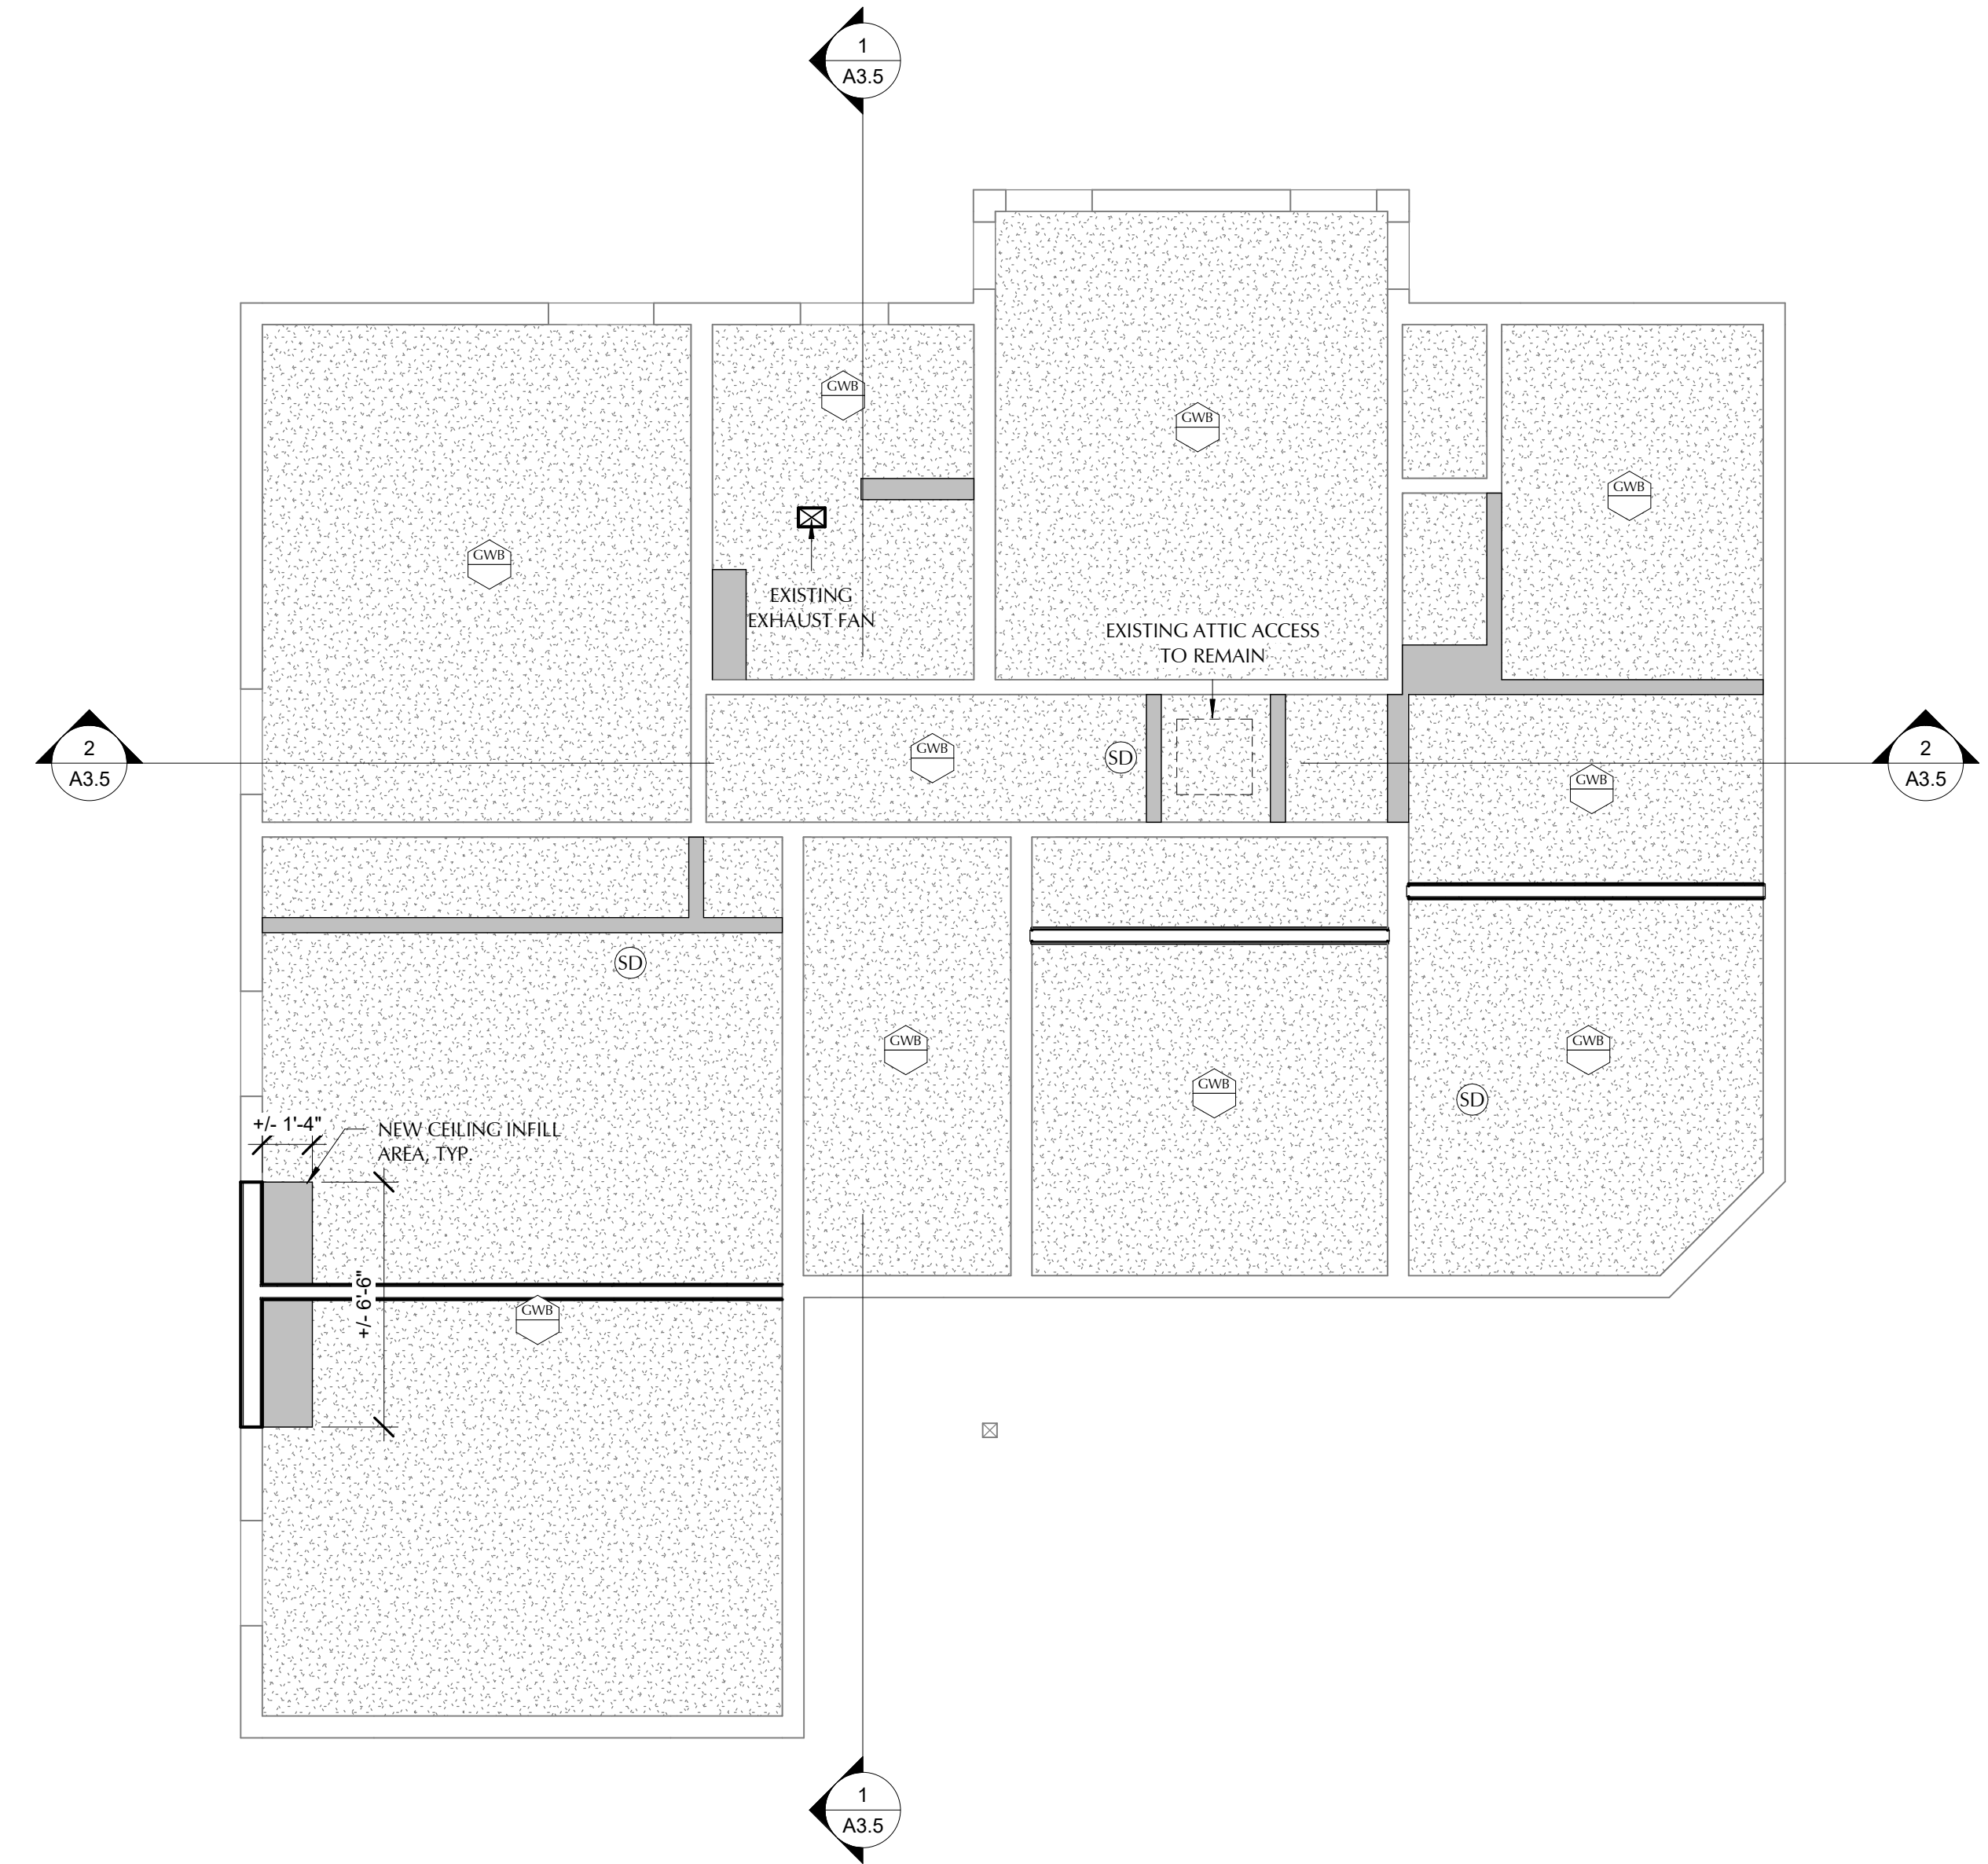 1
A3.5
GWB
GWB
GWB
GWB
EXISTING
EXHAUST FAN
EXISTING ATTIC ACCESS
TO REMAIN
2
A3.5
GWB
SD
GWB
2
A3.5
SD
GWB
GWB
GWB
SD
+/- 1'-4"
NEW CEILING INFILL
AREA, TYP.
+/- 6'-6"
GWB
1
A3.5